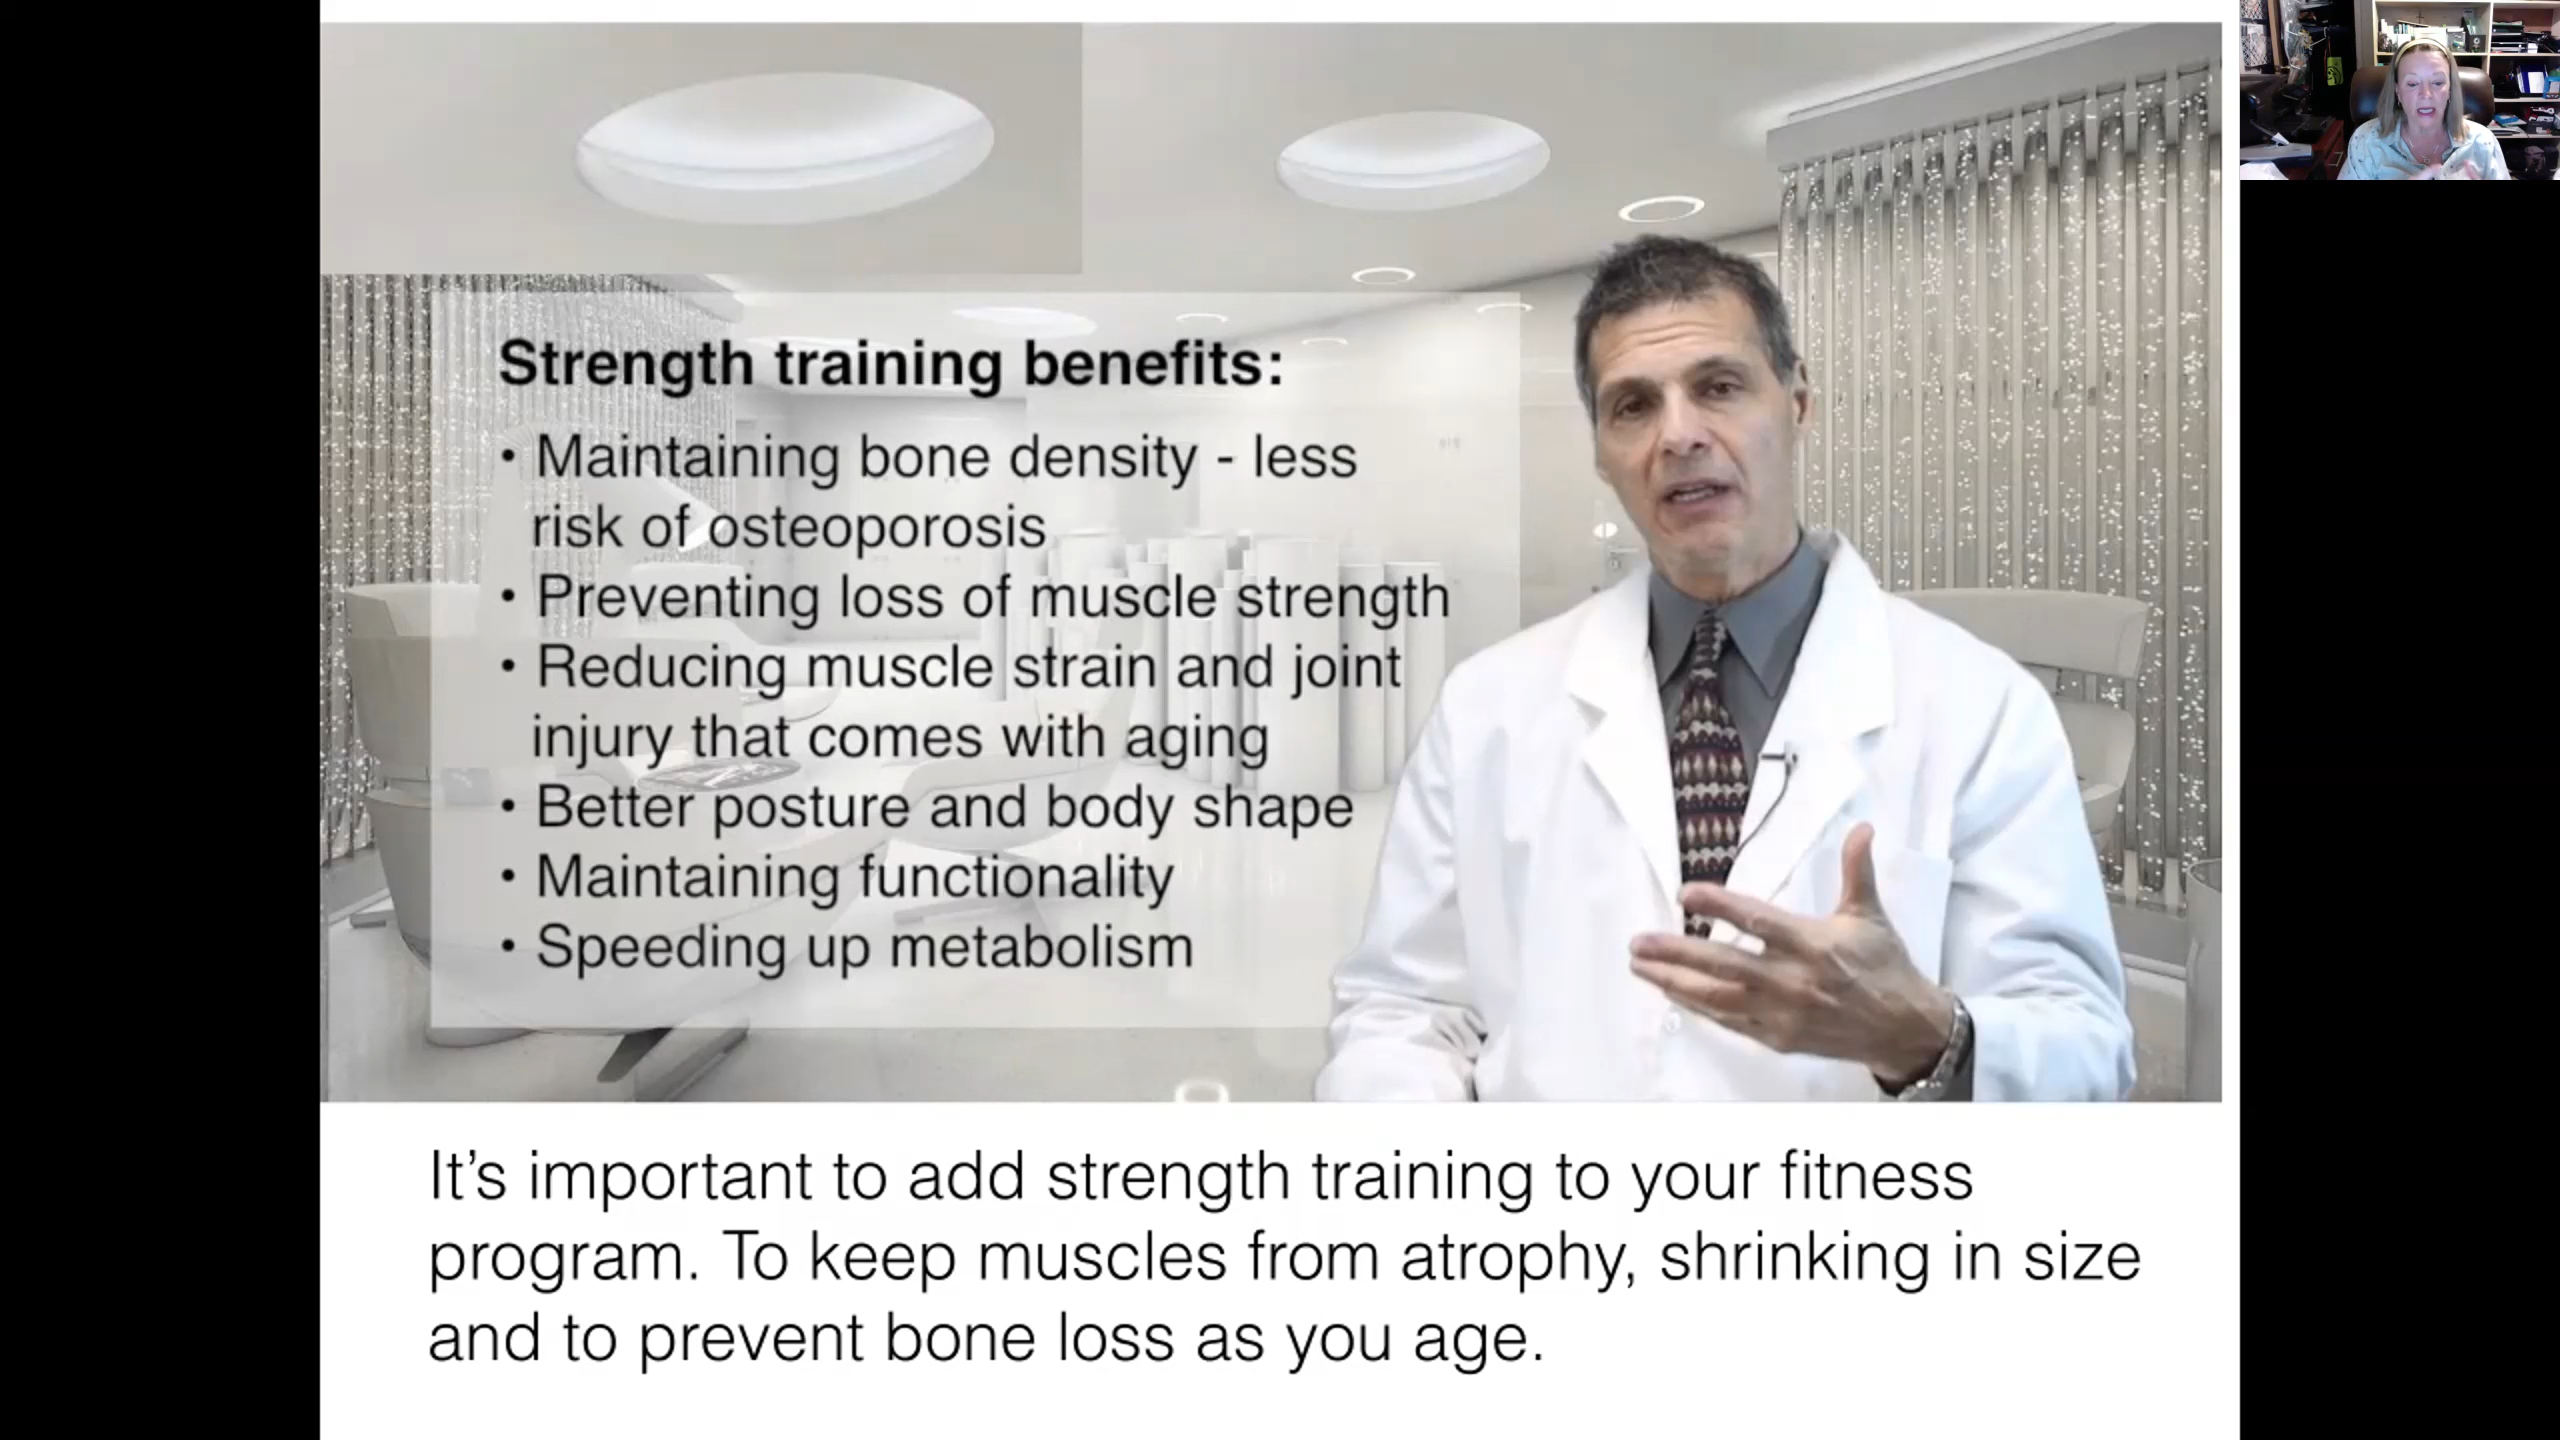 Strength training benefits:
• Maintaining bone density - less
risk of osteoporosis
• Preventing loss of muscle strength
• Reducing muscle strain and joint
injury that comes with aging
• Better posture and body shape
• Maintaining functionality
• Speeding up metabolism
It’s important to add strength training to your fitness
program. To keep muscles from atrophy, shrinking in size
and to prevent bone loss as you age.